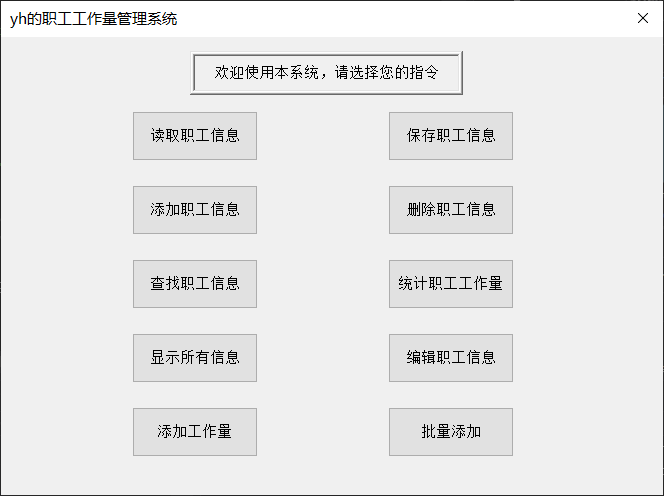 yh的职工工作量管理系统
欢迎使用本系统，请选择您的指令
读取职工信息
保存职工信息
添加职工信息
删除职工信息
查找职工信息
统计职工工作量
显示所有信息
编辑职工信息
添加工作量
批量添加